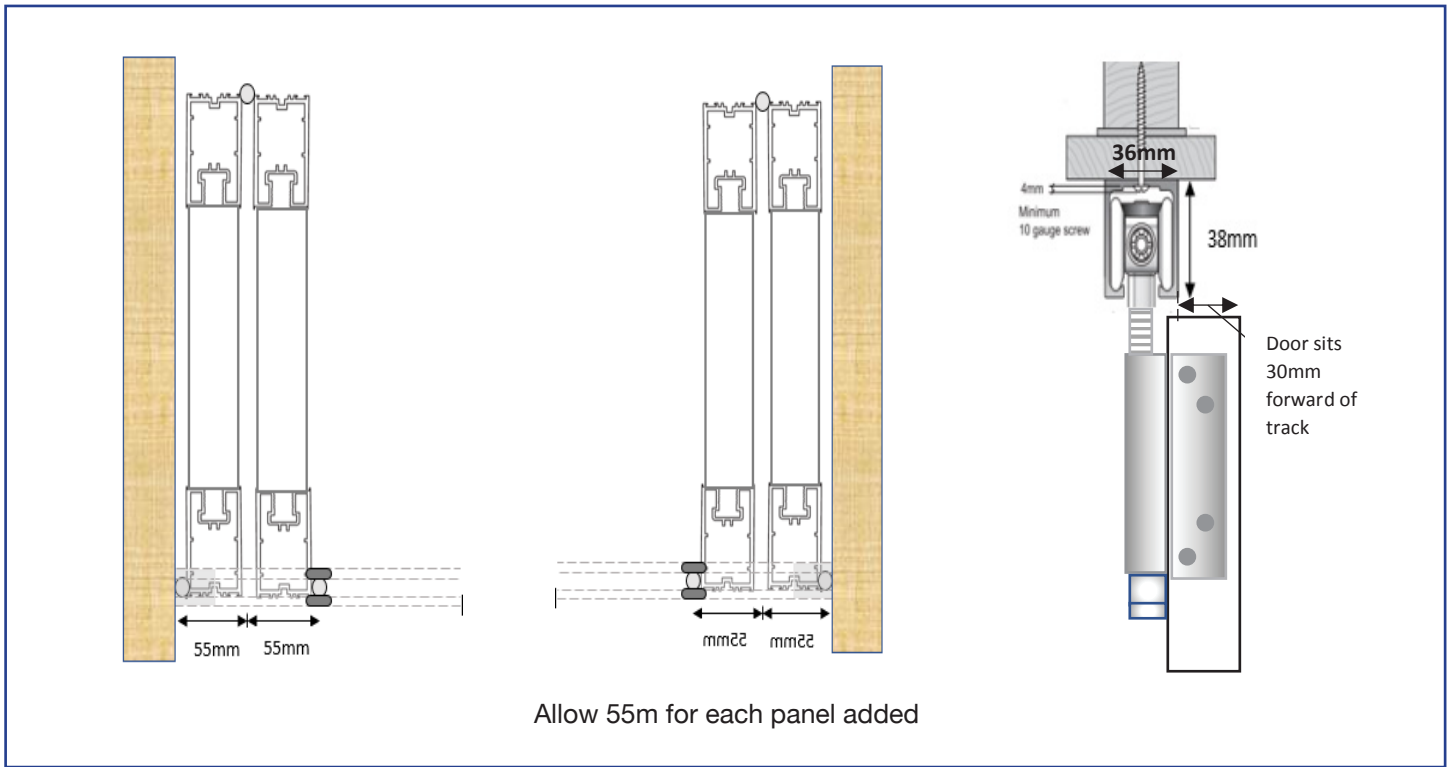 36mm
4mm
Minimum
10 gauge screw
38mm
Door sits
30mm
forward of
track
55mm 55mm
55mm 55mm
Allow 55m for each panel added